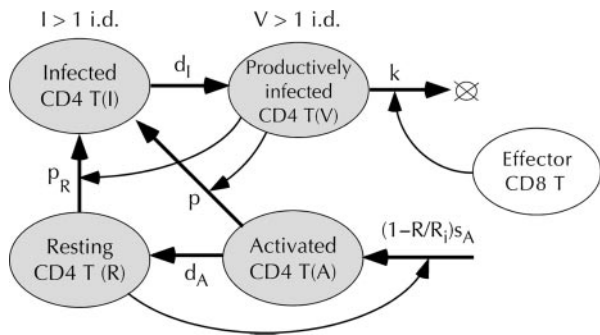 I > 1 i.d.
V > 1 i.d.
Infected
CD4 T(I)
d_I
Productively
infected
CD4 T(V)
k
Effector
CD8 T
p_R
p
(1–R/R_i)s_A
Resting
CD4 T (R)
d_A
Activated
CD4 T(A)